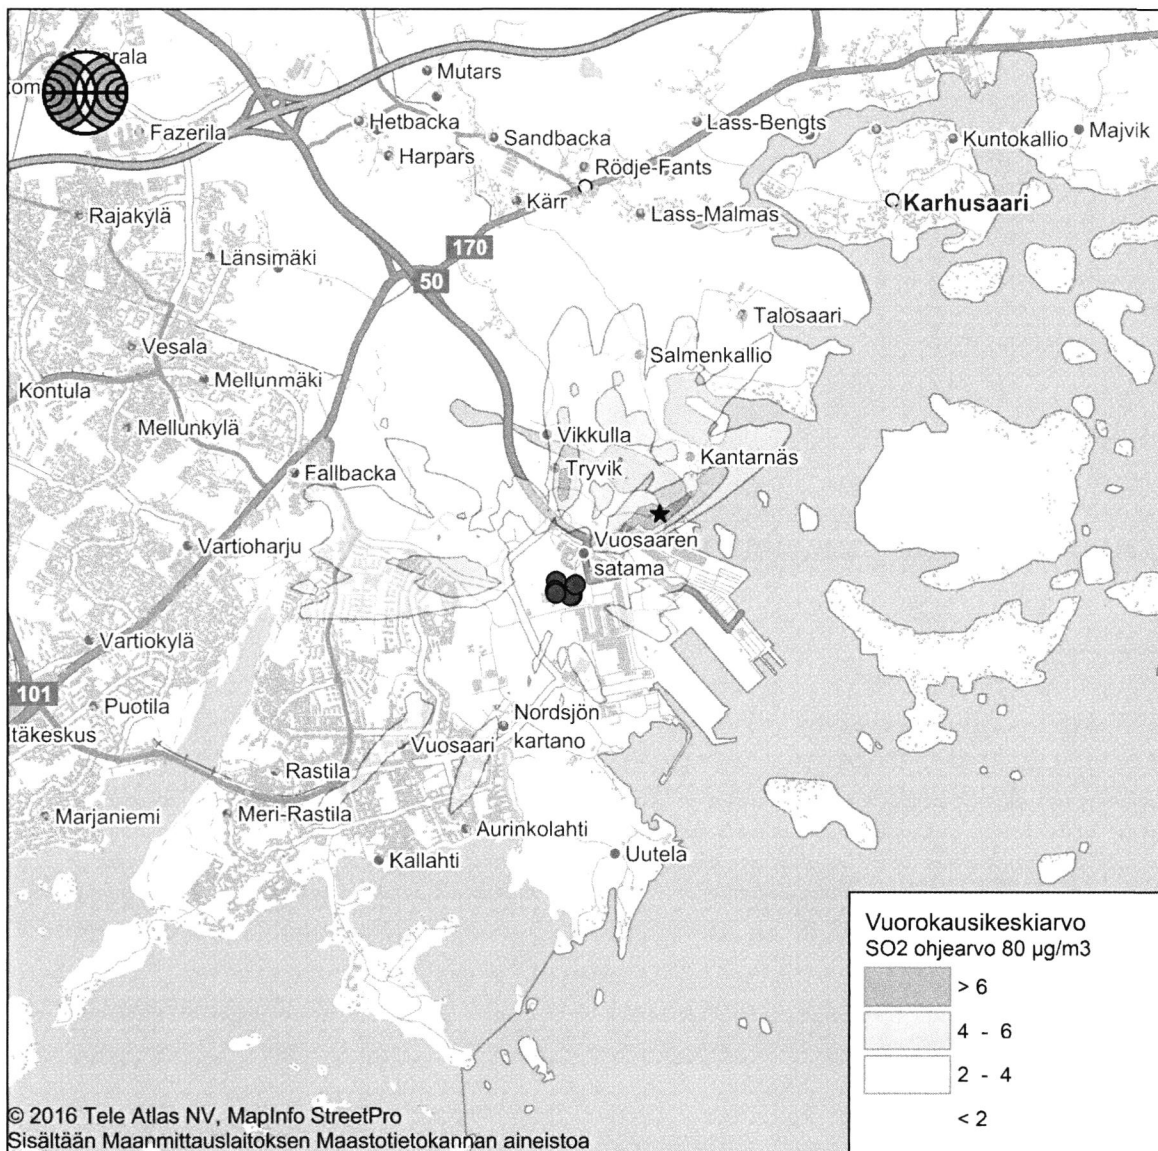 Mutars
Fazerila
Hetbacka
Sandbacka
Lass-Bengts
Kuntokallio
Majvik
Harpars
Rödje-Fants
Kärr
Karhusaari
Rajakylä
Lass-Malmas
170
Länsimäki
50
Talosaari
Vesala
Salmenkallio
Kontula
Mellunmäki
Mellunkylä
Vikkulla
Tryvik
Kantarnäs
Fallbacka
Vartioharju
Vuosaaren
satama
Vartiokylä
101
Puotila
täkeskus
Nordsjön
kartano
Vuosaari
Rastila
Marjaniemi
Meri-Rastila
Aurinkolahti
Kallahti
Uutela
Vuorokausikeskiarvo
SO2 ohjearvo 80 µg/m3
> 6
4 - 6
2 - 4
< 2
© 2016 Tele Atlas NV, MapInfo StreetPro
Sisältään Maanmittauslaitoksen Maastotietokannan aineistoa